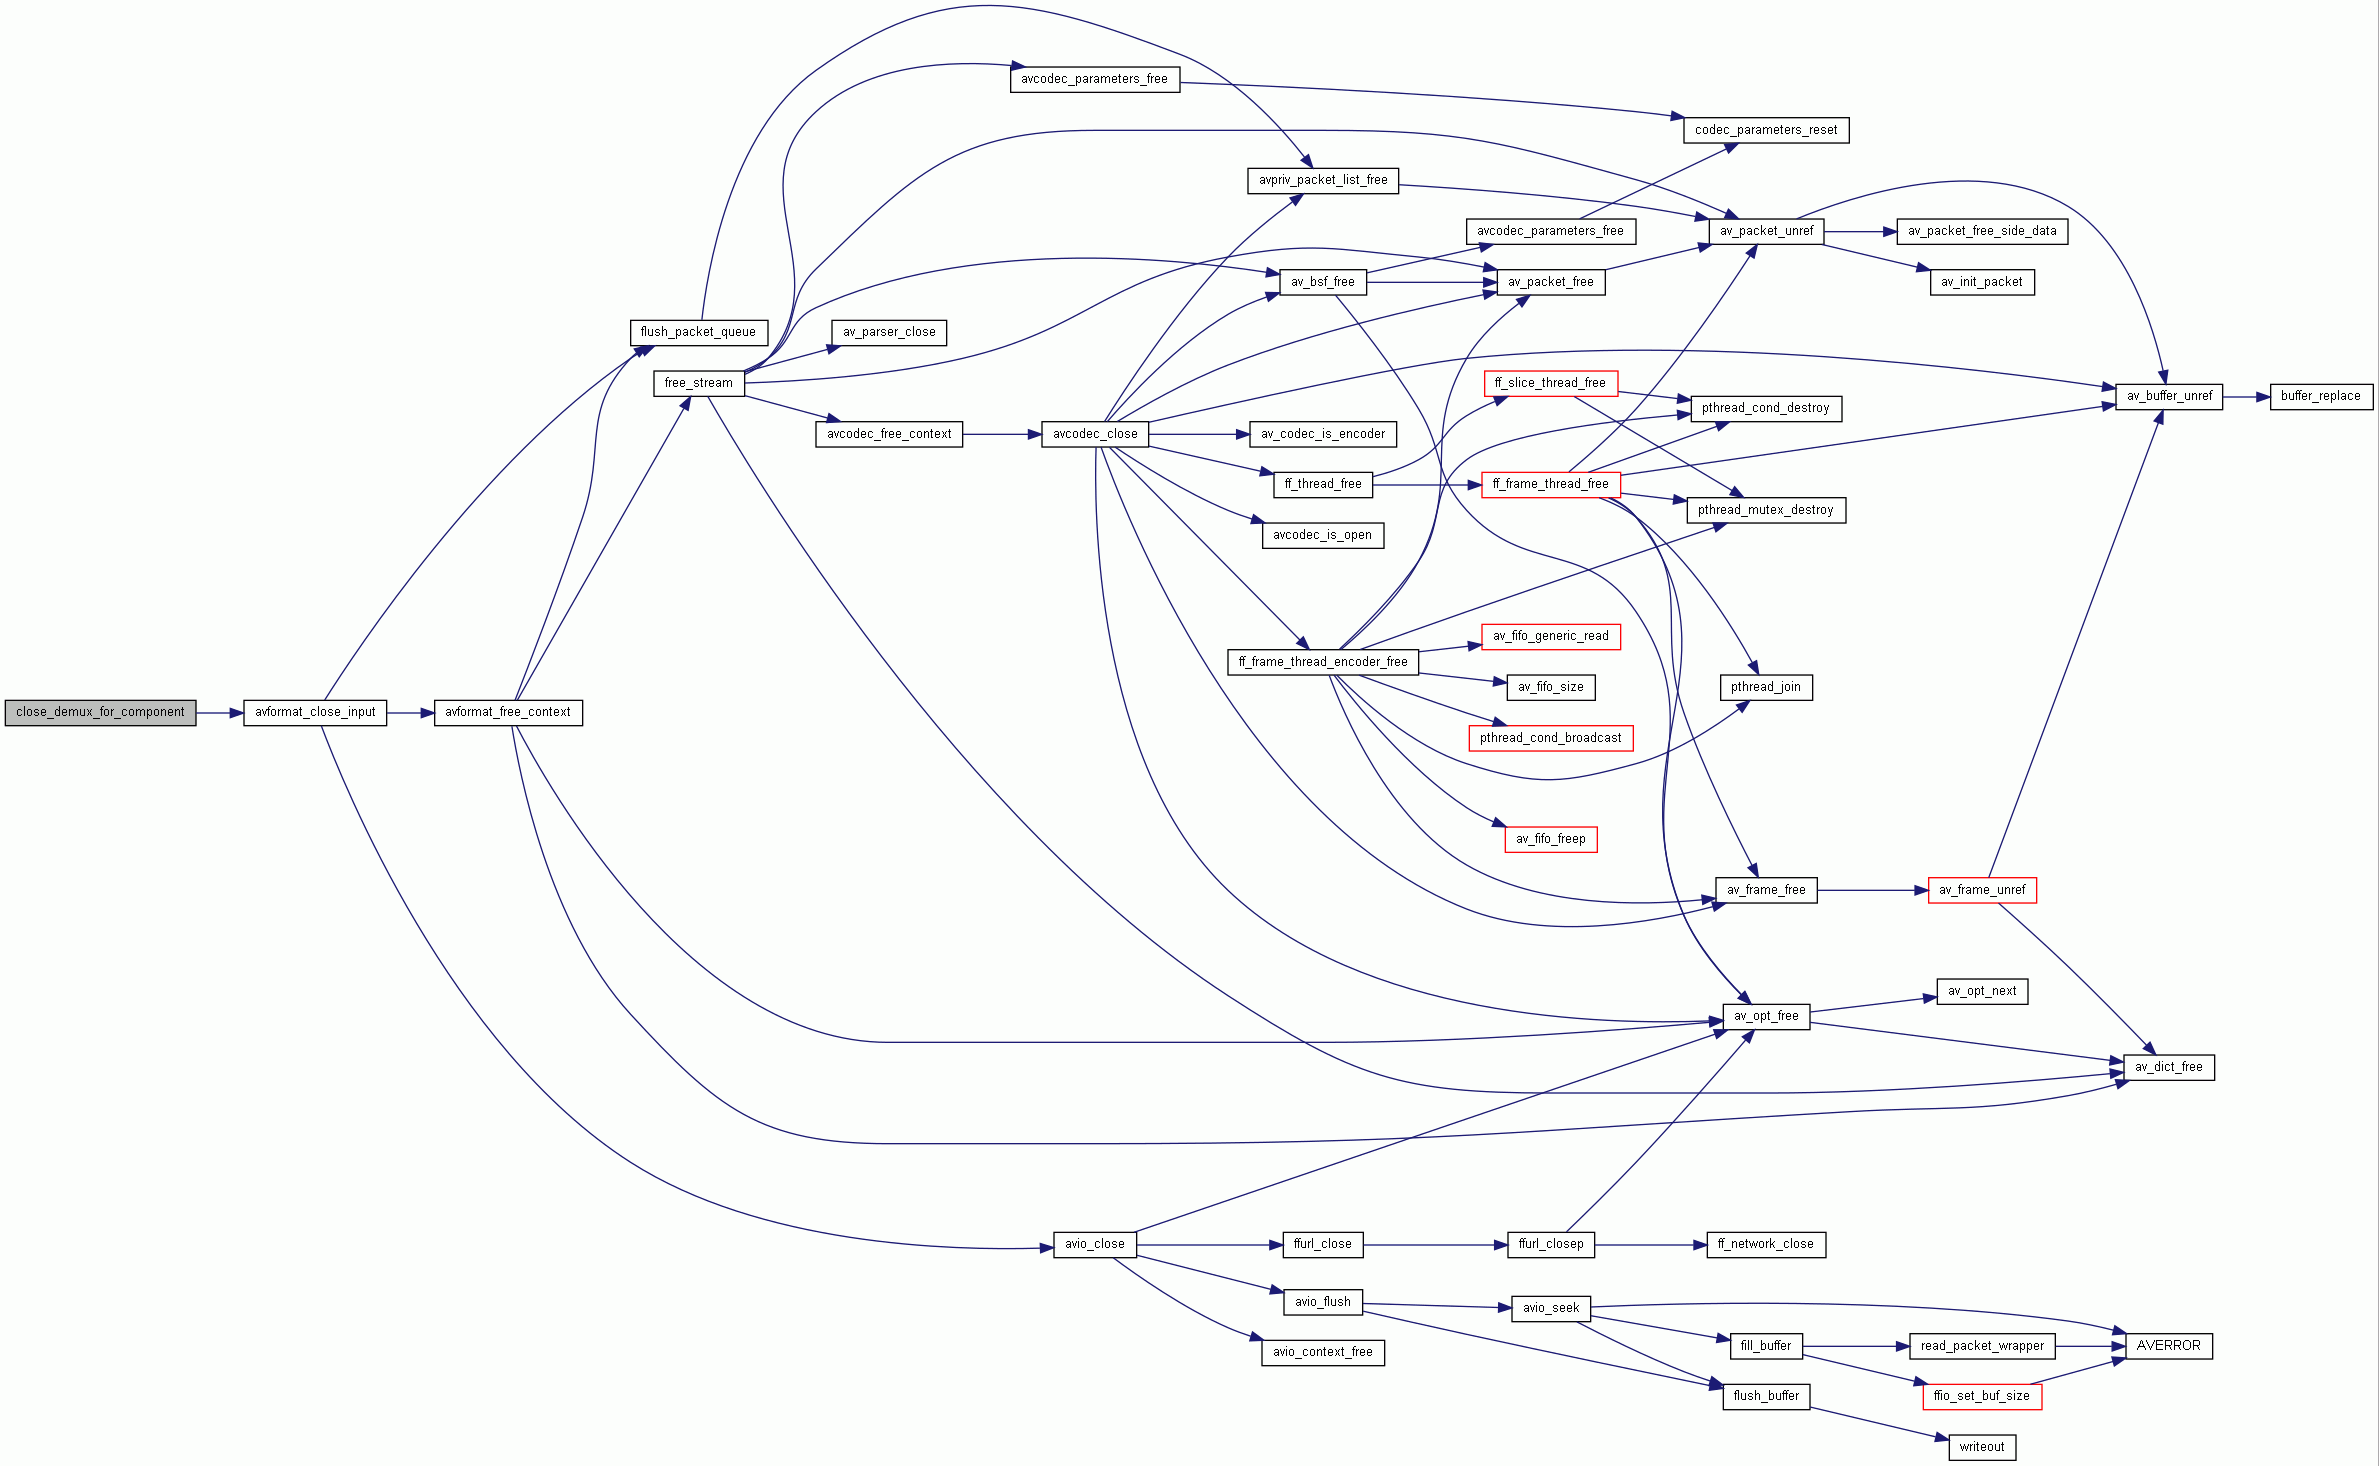 avcodec_parameters_free
codec_parameters_reset
avpriv_packet_list_free
avcodec_parameters_free
av_packet_unref
av_packet_free_side_data
av_bsf_free
av_packet_free
av_init_packet
flush_packet_queue
av_parser_close
free_stream
ff_slice_thread_free
av_buffer_unref
buffer_replace
pthread_cond_destroy
avcodec_free_context
avcodec_close
av_codec_is_encoder
ff_thread_free
ff_frame_thread_free
pthread_mutex_destroy
avcodec_is_open
av_fifo_generic_read
ff_frame_thread_encoder_free
av_fifo_size
pthread_join
close_demux_for_component
avformat_close_input
avformat_free_context
pthread_cond_broadcast
av_fifo_freep
av_frame_free
av_frame_unref
av_opt_next
av_opt_free
av_dict_free
avio_close
ffurl_close
ffurl_closep
ff_network_close
avio_flush
avio_seek
avio_context_free
fill_buffer
read_packet_wrapper
AVERROR
flush_buffer
ffio_set_buf_size
writeout